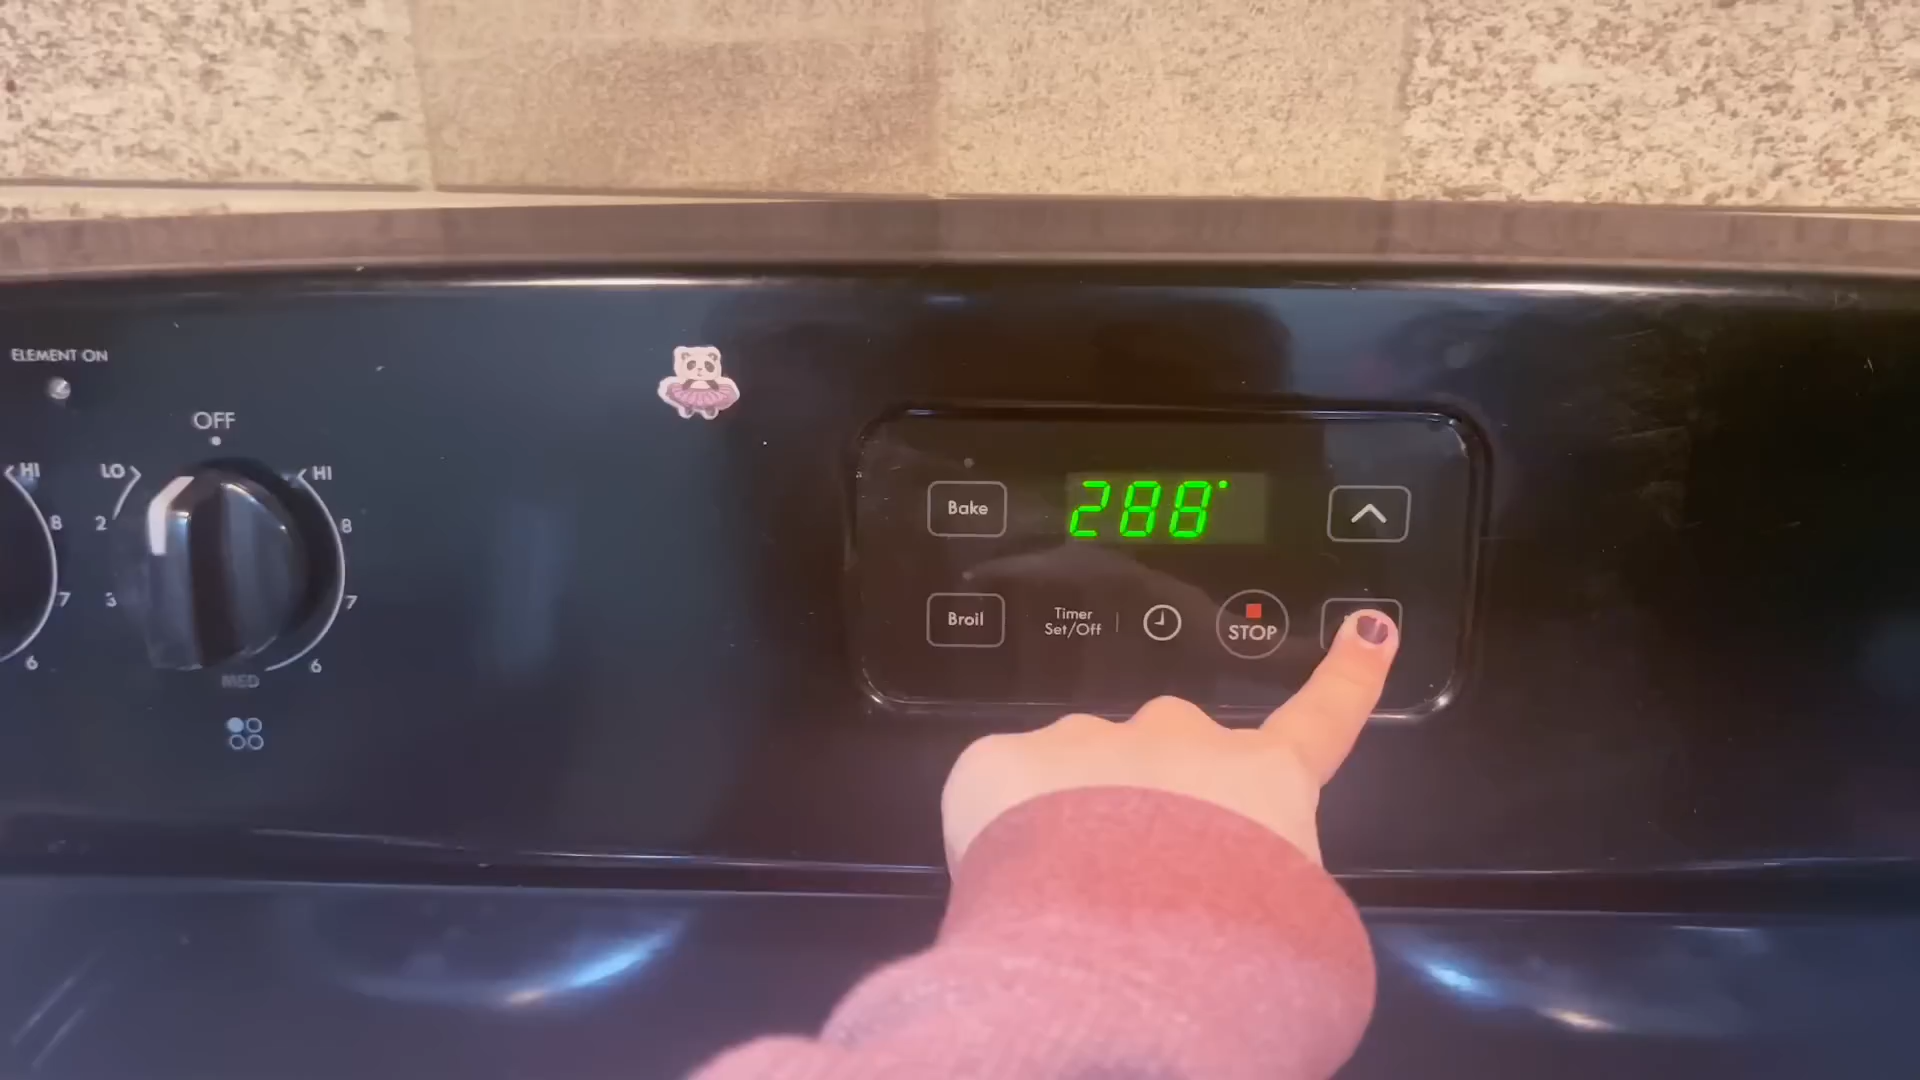 ELEMENT ON
OFF
HI
LO
HI
8
2
8
7
3
7
6
MED
6
Bake
288°
Broil
Timer
Set/Off
STOP